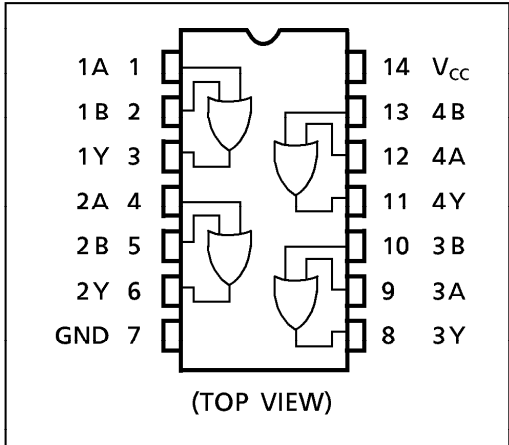 1A 1 14 VCC
1B 2 13 4B
1Y 3 12 4A
2A 4 11 4Y
2B 5 10 3B
2Y 6 9 3A
GND 7 8 3Y
(TOP VIEW)